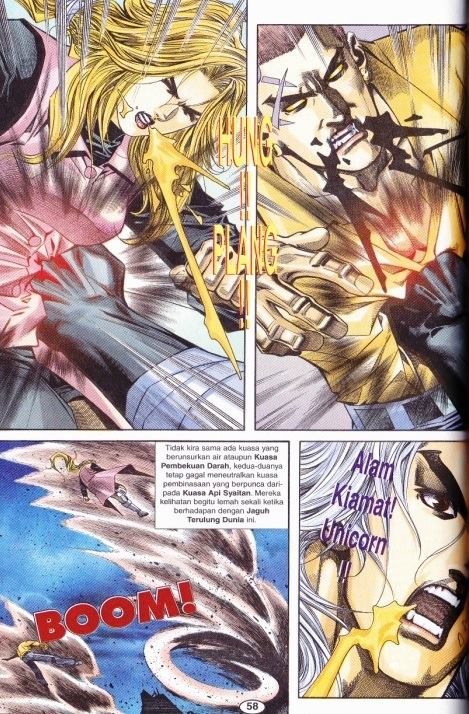 HUNG
!!
PLANG
!!
Tidak kira sama ada kuasa yang
berunsurkan air ataupun Kuasa
Pembekuan Darah, kedua-duanya
tetap gagal meneutralkan kuasa
pembinasaan yang berpunca dari-
pada Kuasa Api Syaitan. Mereka
kelihatan begitu lemah sekali ketika
berhadapan dengan Jaguh
Terulung Dunia ini.
Alam
Kiamat
Unicorn
!!
BOOM!
58